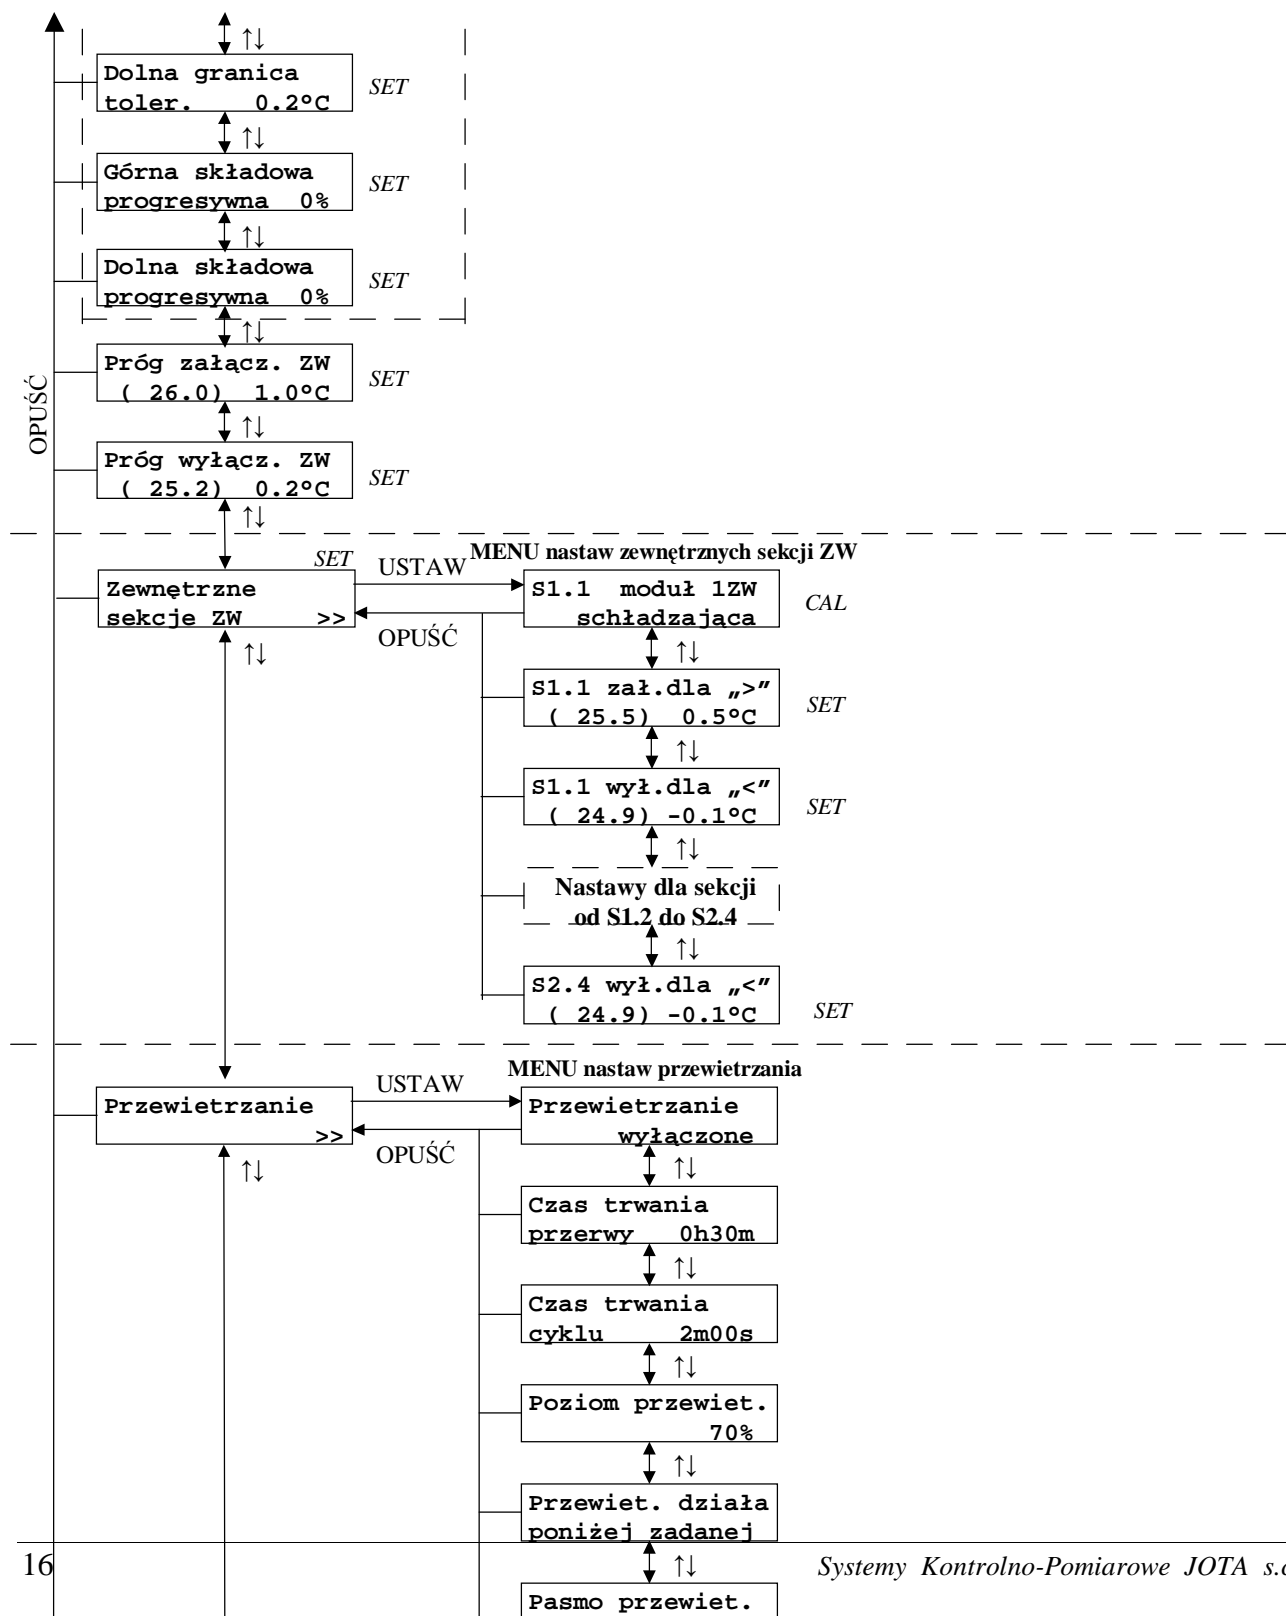 ↑↓
Dolna granica
toler. 0.2°C
SET
↑↓
Górna składowa
progresywna 0%
SET
↑↓
Dolna składowa
progresywna 0%
SET
↑↓
Próg załącz. ZW
( 26.0) 1.0°C
SET
OPUŚĆ
↑↓
Próg wyłącz. ZW
( 25.2) 0.2°C
SET
↑↓
MENU nastaw zewnętrznych sekcji ZW
SET
USTAW
Zewnętrzne
sekcje ZW >>
OPUŚĆ
↑↓
S1.1 moduł 1ZW
schładzająca
CAL
↑↓
S1.1 zał.dla „>”
( 25.5) 0.5°C
SET
↑↓
S1.1 wył.dla „<”
( 24.9) -0.1°C
SET
↑↓
Nastawy dla sekcji
od S1.2 do S2.4
↑↓
S2.4 wył.dla „<”
( 24.9) -0.1°C
SET
MENU nastaw przewietrzania
USTAW
Przewietrzanie
>>
OPUŚĆ
↑↓
Przewietrzanie
wyłączone
↑↓
Czas trwania
przerwy 0h30m
↑↓
Czas trwania
cyklu 2m00s
↑↓
Poziom przewiet.
70%
↑↓
Przewiet. działa
poniżej zadanej
↑↓
Pasmo przewiet.
16
Systemy Kontrolno-Pomiarowe JOTA s.c